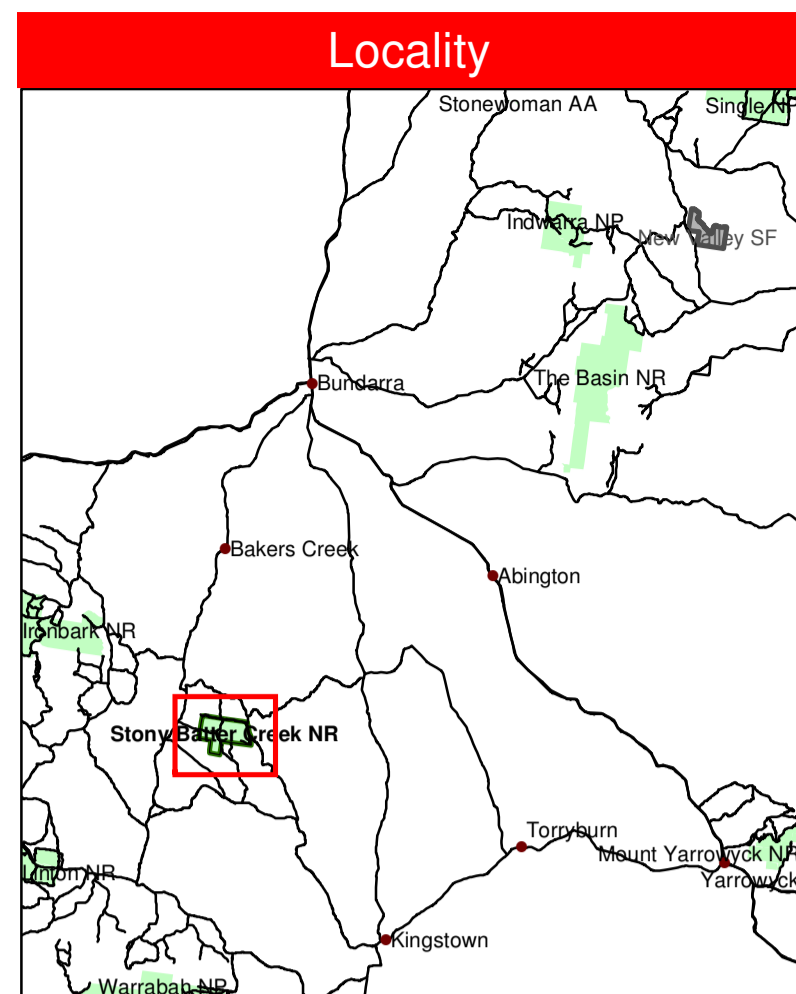 Locality
Stonewoman AA
Single NP
Indwarra NP
New Valley SF
Bundarra
The Basin NR
Bakers Creek
Abington
Ironbark NR
Stony Batter Creek NR
Torryburn
Mount Yarrowyck NR
Linton NR
Yarrowyck
Kingstown
Warrabah NP